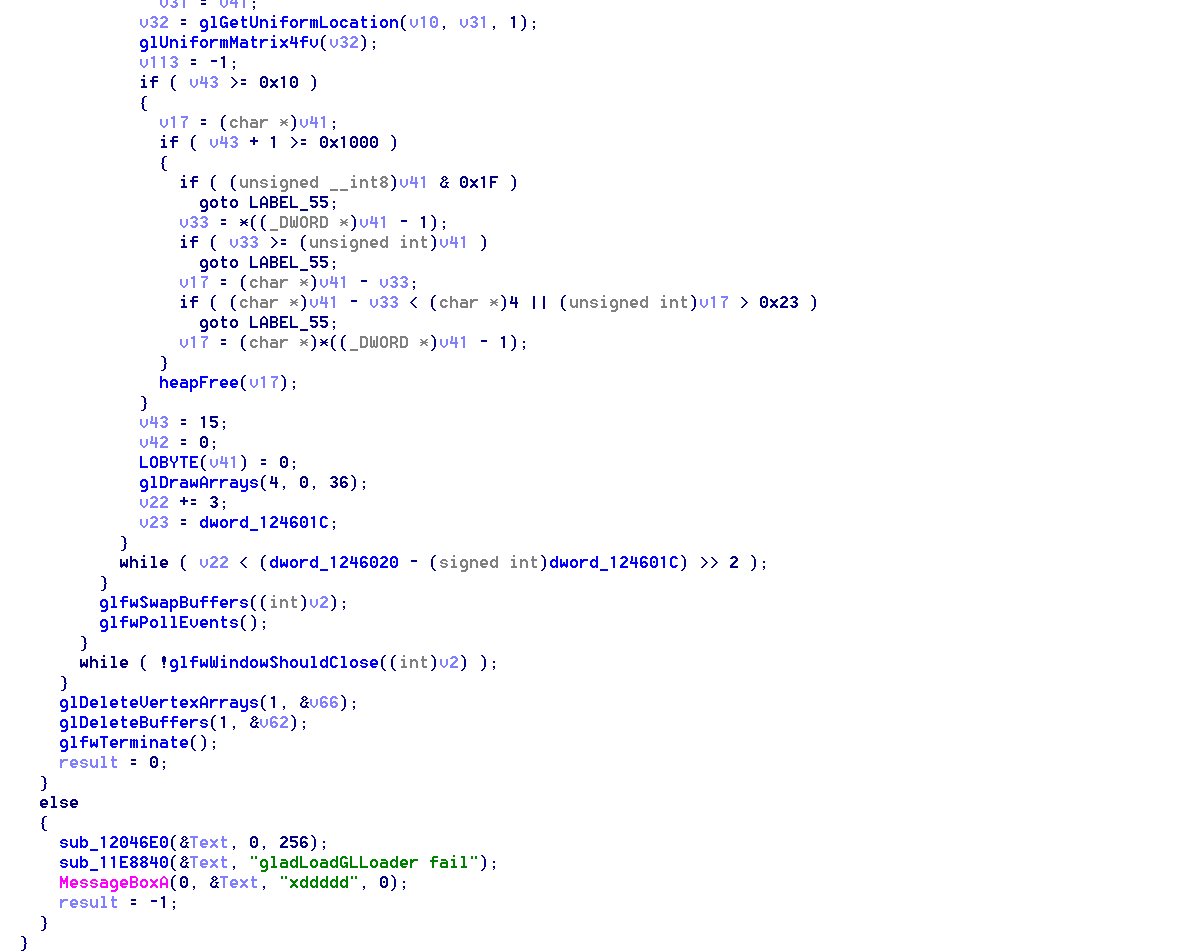 v31 = v41;
v32 = glGetUniformLocation(v10, v31, 1);
glUniformMatrix4fv(v32);
v113 = -1;
if ( v43 >= 0x10 )
{
v17 = (char *)v41;
if ( v43 + 1 >= 0x1000 )
{
if ( (unsigned __int8)v41 & 0x1F )
goto LABEL_55;
v33 = *((_DWORD *)v41 - 1);
if ( v33 >= (unsigned int)v41 )
goto LABEL_55;
v17 = (char *)v41 - v33;
if ( (char *)v41 - v33 < (char *)4 || (unsigned int)v17 > 0x23 )
goto LABEL_55;
v17 = (char *)*((_DWORD *)v41 - 1);
}
heapFree(v17);
}
v43 = 15;
v42 = 0;
LOBYTE(v41) = 0;
glDrawArrays(4, 0, 36);
v22 += 3;
v23 = dword_124601C;
}
while ( v22 < (dword_1246020 - (signed int)dword_124601C) >> 2 );
}
glfwSwapBuffers((int)v2);
glfwPollEvents();
}
while ( !glfwWindowShouldClose((int)v2) );
}
glDeleteVertexArrays(1, &v66);
glDeleteBuffers(1, &v62);
glfwTerminate();
result = 0;
}
else
{
sub_12046E0(&Text, 0, 256);
sub_11E8840(&Text, "gladLoadGLLoader fail");
MessageBoxA(0, &Text, "xddddd", 0);
result = -1;
}
}